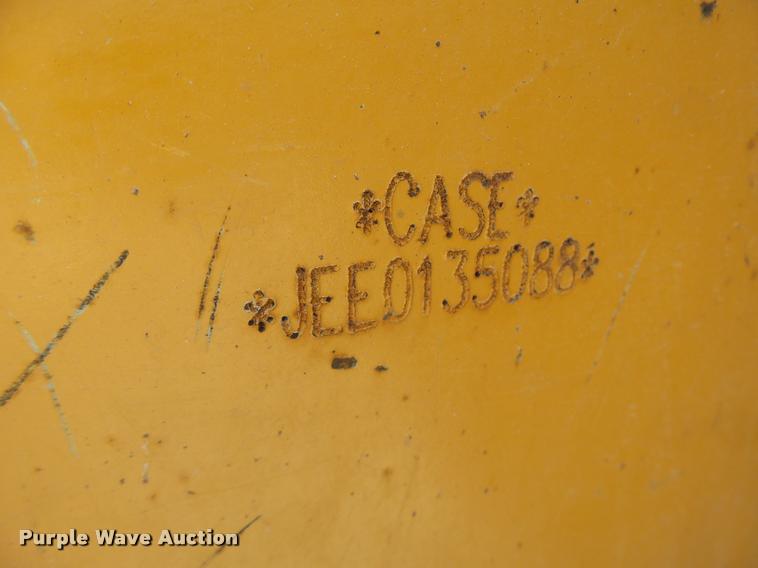 *CASE*
*JEE0135088*
Purple Wave Auction